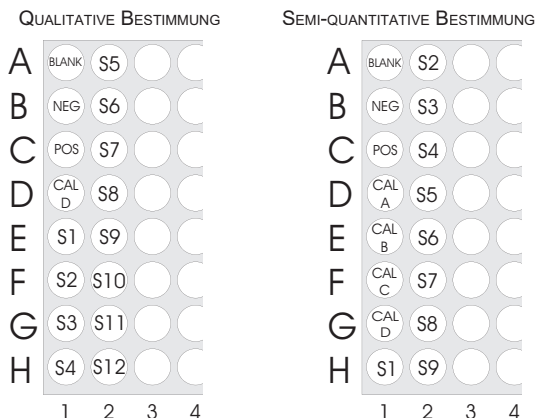 QUALITATIVE BESTIMMUNG
A BLANK S5
B NEG S6
C POS S7
D CAL D S8
E S1 S9
F S2 S10
G S3 S11
H S4 S12
1 2 3 4
SEMI-QUANTITATIVE BESTIMMUNG
A BLANK S2
B NEG S3
C POS S4
D CAL A S5
E CAL B S6
F CAL C S7
G CAL D S8
H S1 S9
1 2 3 4